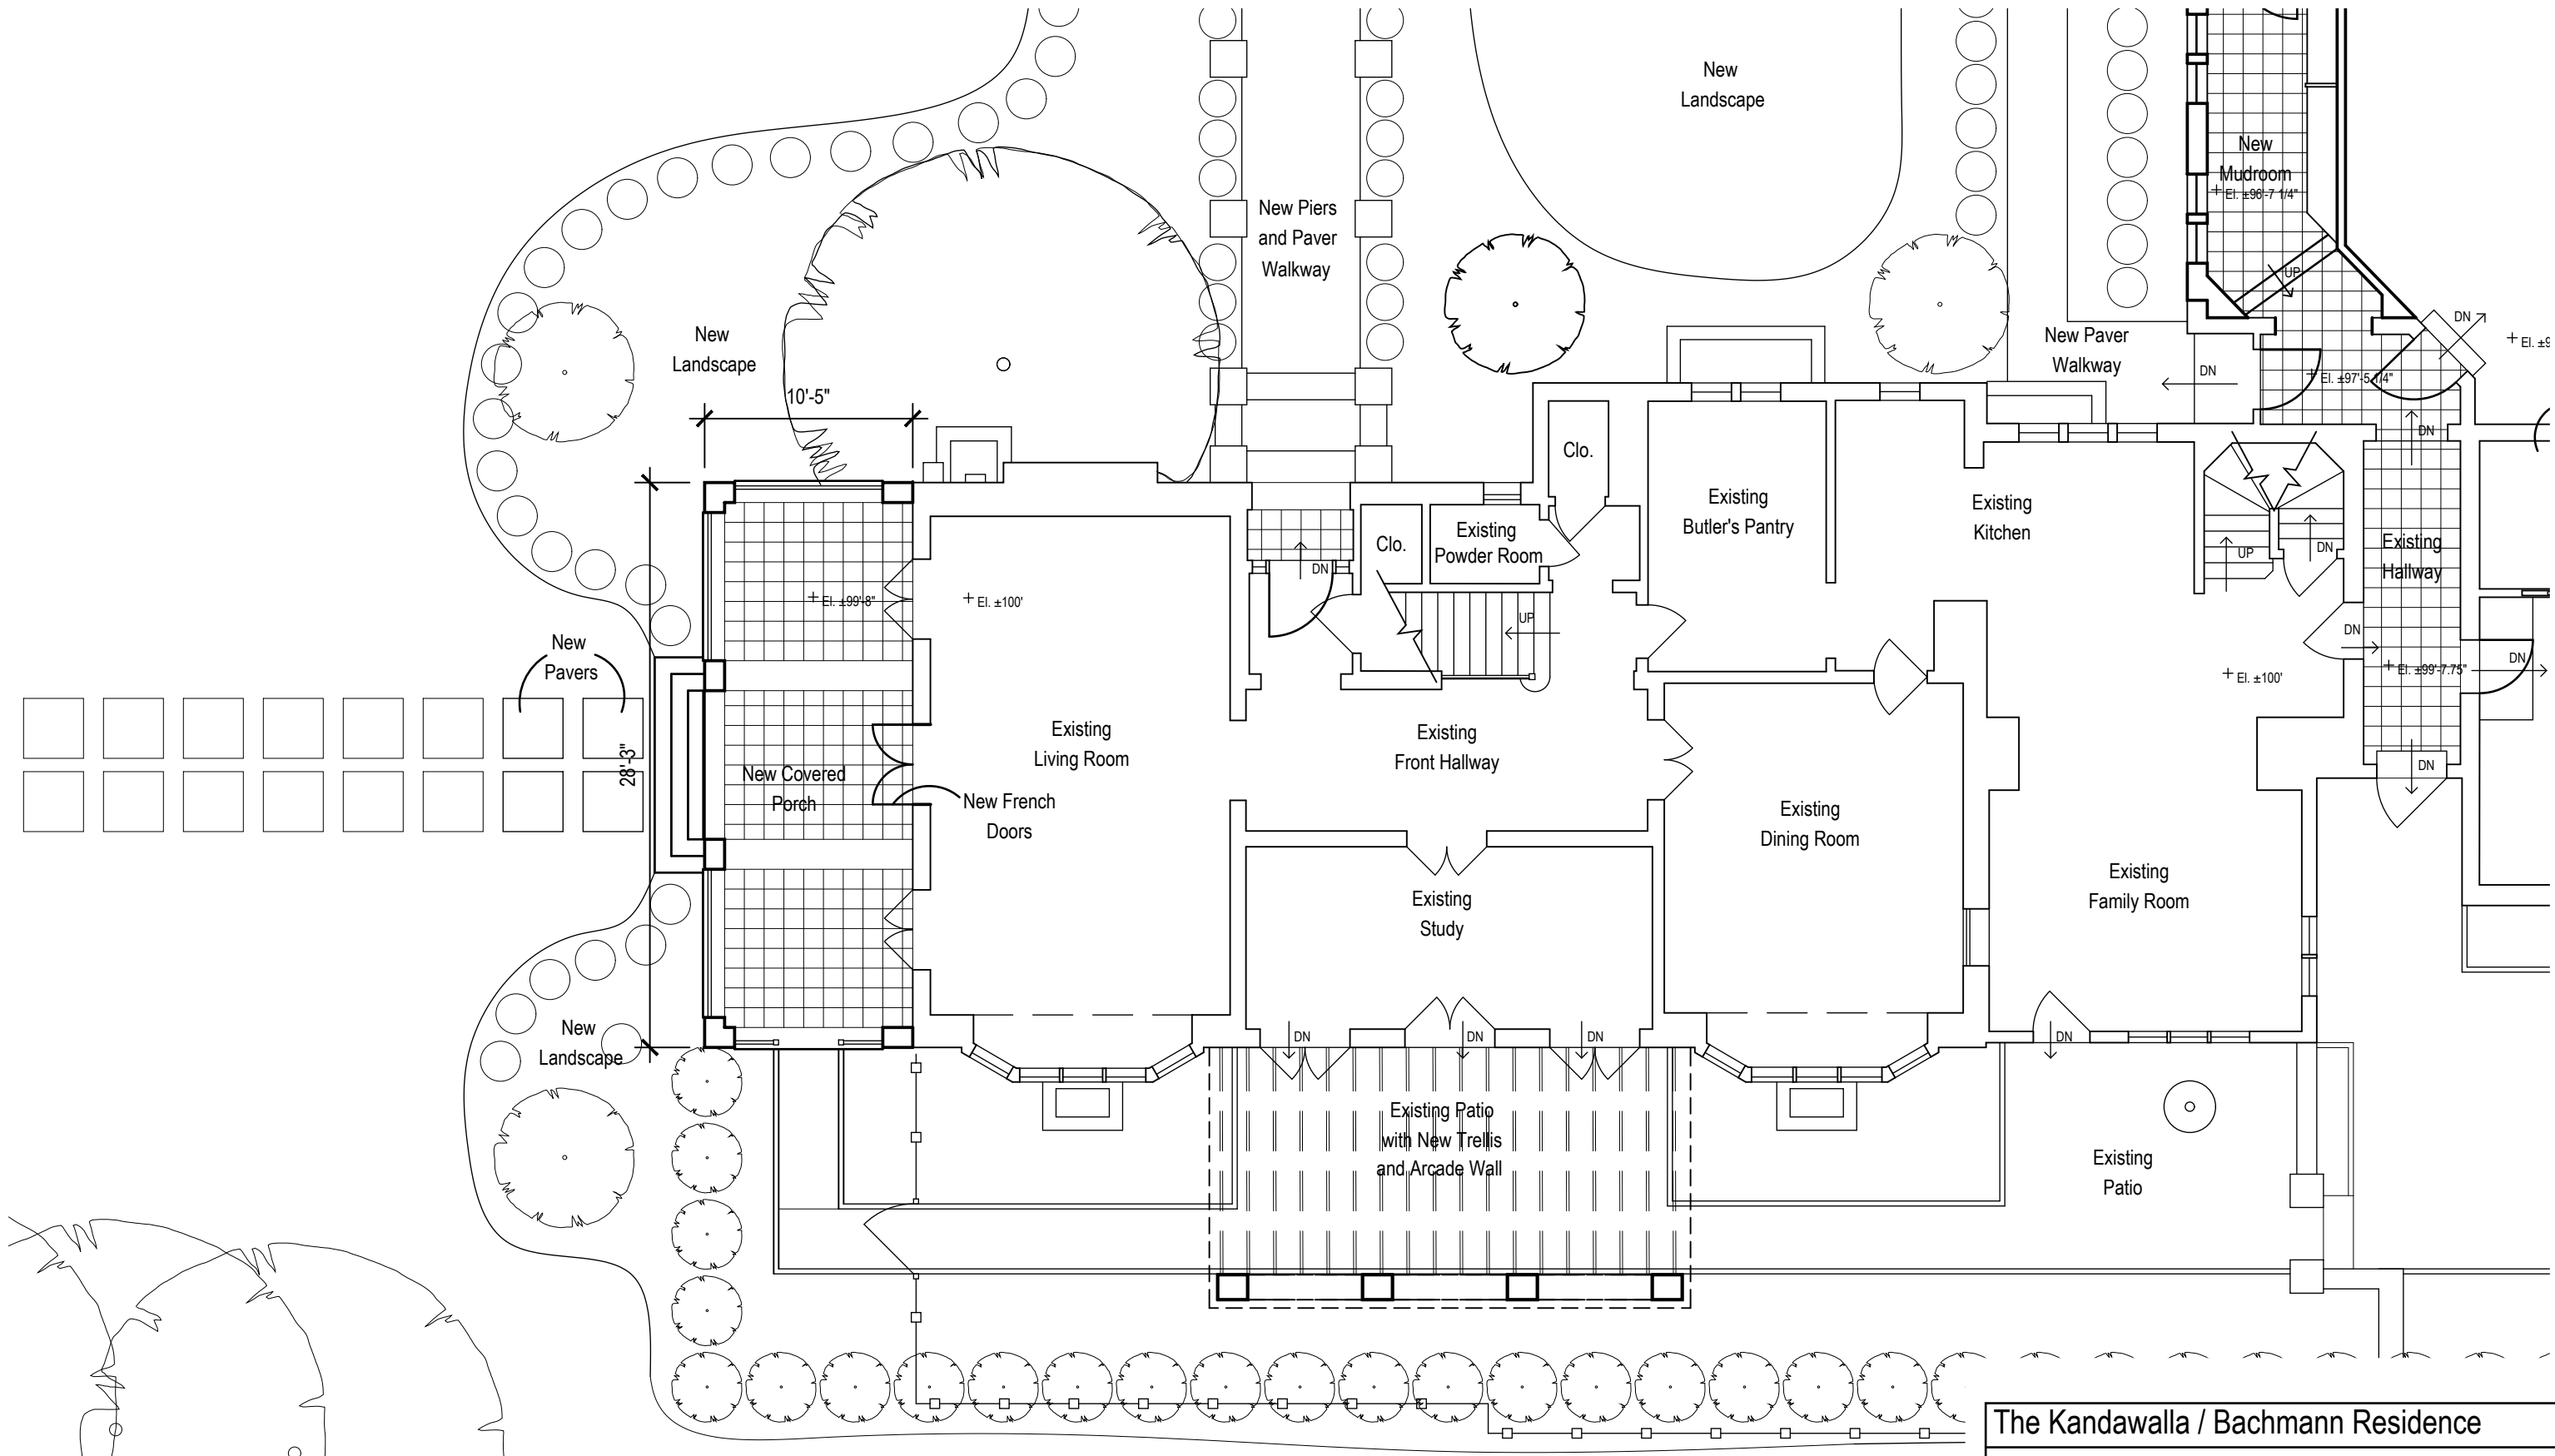 New
Landscape
New
Mudroom
El. ±96'-7 1/4"
New Piers
and Paver
Walkway
UP
DN
New
Landscape
New Paver
Walkway
DN
El. ±97'-5 1/4"
10'-5"
DN
Clo.
Existing
Butler's Pantry
Existing
Kitchen
Existing
Powder Room
Clo.
DN
UP
DN
Existing
Hallway
El. ±99'-8"
El. ±100'
UP
New
Pavers
DN
El. ±100'
El. ±99'-7.75"
DN
28'-3"
New Covered
Porch
Existing
Living Room
Existing
Front Hallway
DN
New French
Doors
Existing
Dining Room
Existing
Family Room
Existing
Study
New
Landscape
DN
DN
DN
DN
Existing Patio
with New Trellis
and Arcade Wall
Existing
Patio
The Kandawalla / Bachmann Residence